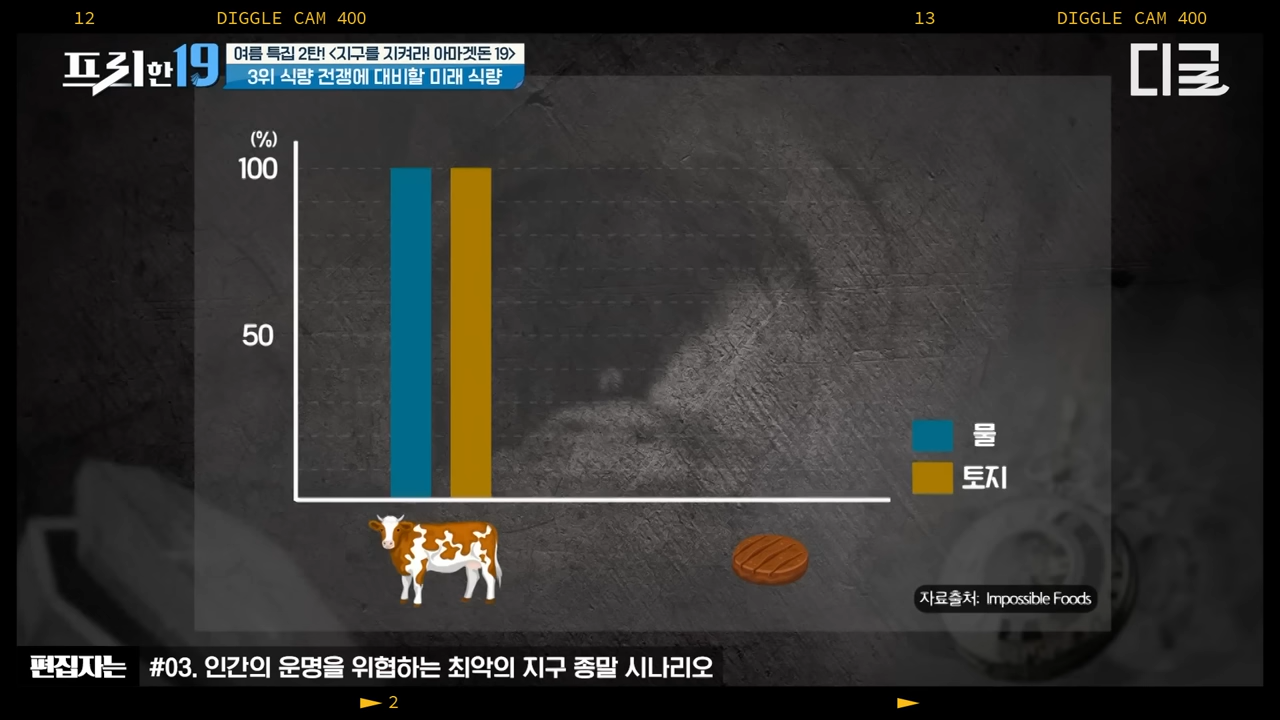 12 DIGGLE CAM 400 13 DIGGLE CAM 400
프리한19
여름 특집 2탄! <지구를 지켜라! 아마겟돈 19>
3위 식량 전쟁에 대비할 미래 식량
디글
(%)
100
50
물
토지
자료출처: Impossible Foods
편집자는 #03. 인간의 운명을 위협하는 최악의 지구 종말 시나리오
2